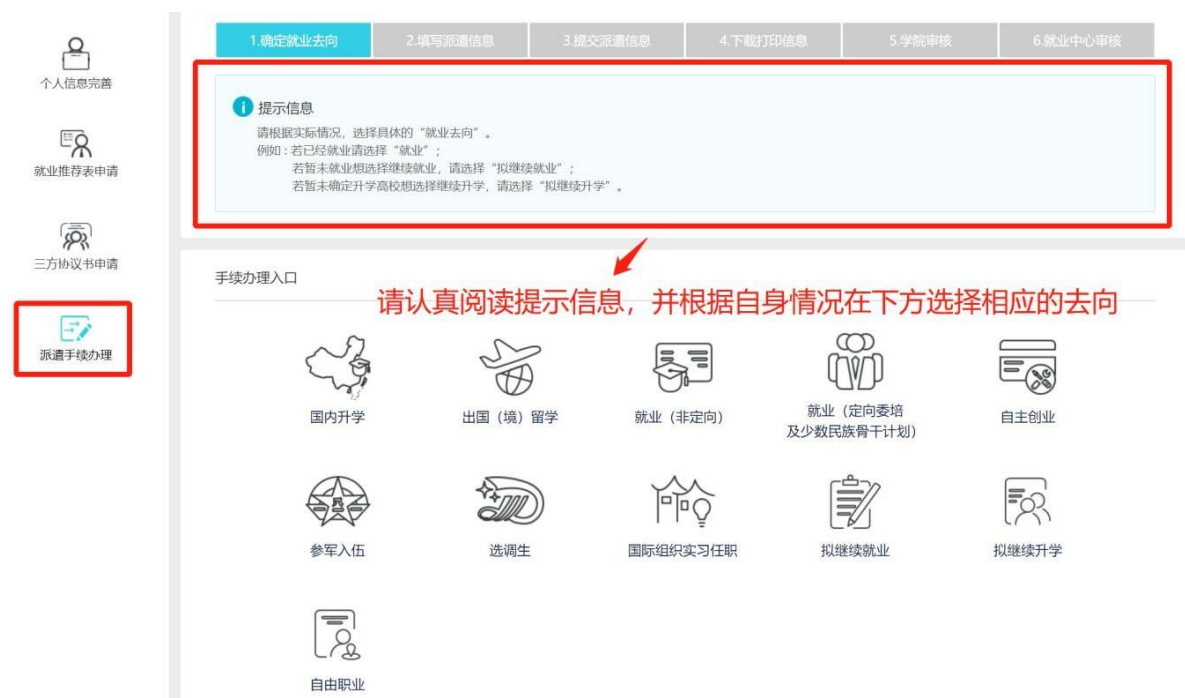 个人信息完善
就业推荐表申请
三方协议书申请
派遣手续办理
1.确定就业去向
2.填写派遣信息
3.提交派遣信息
4.下载打印信息
5.学院审核
6.就业中心审核
提示信息
请根据实际情况，选择具体的“就业去向”。
例如：若已经就业请选择“就业”；
若暂未就业想选择继续就业，请选择“拟继续就业”；
若暂未确定升学高校想选择继续升学，请选择“拟继续升学”。
手续办理入口
请认真阅读提示信息，并根据自身情况在下方选择相应的去向
国内升学
出国（境）留学
就业（非定向）
就业（定向委培
及少数民族骨干计划）
自主创业
参军入伍
选调生
国际组织实习任职
拟继续就业
拟继续升学
自由职业